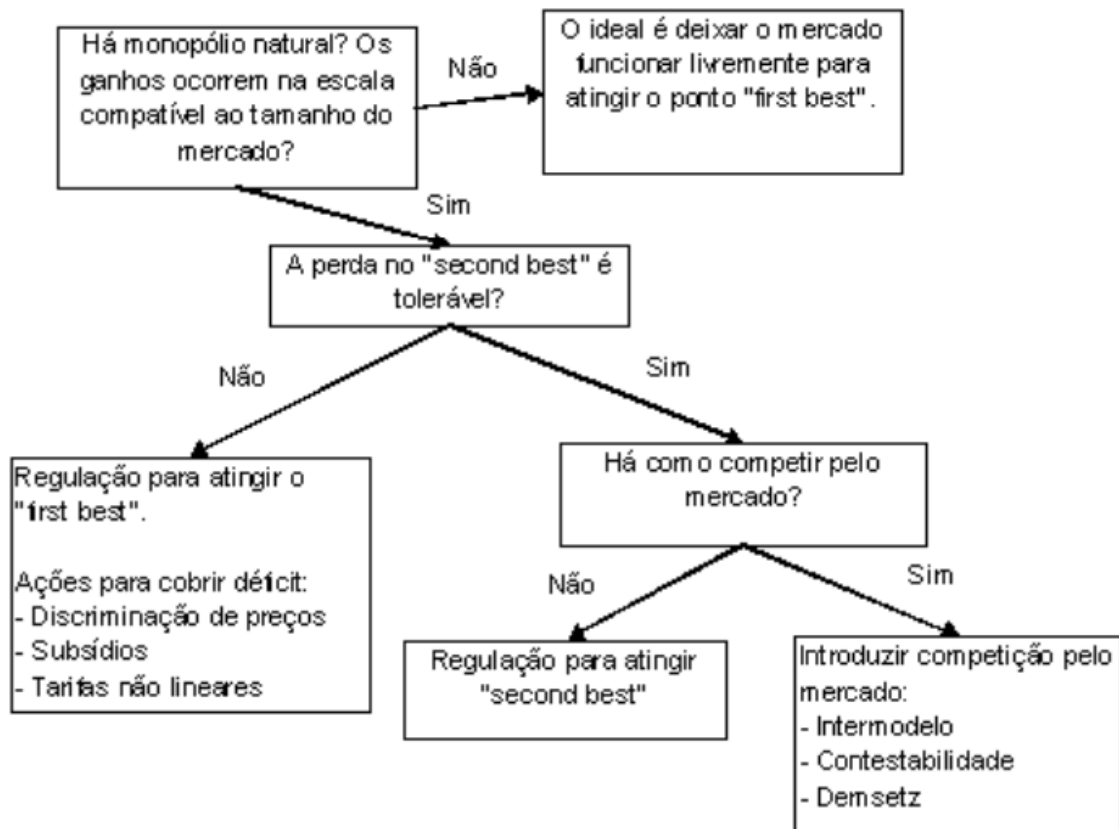 Há monopólio natural? Os
ganhos ocorrem na escala
compatível ao tamanho do
mercado?
Não
O ideal é deixar o mercado
funcionar livremente para
atingir o ponto "first best".
Sim
A perda no "second best" é
tolerável?
Não
Sim
Regulação para atingir o
"first best".
Ações para cobrir déficit:
- Discriminação de preços
- Subsídios
- Tarifas não lineares
Há como competir pelo
mercado?
Não
Sim
Regulação para atingir
"second best"
Introduzir competição pelo
mercado:
- Intermodelo
- Contestabilidade
- Demsetz